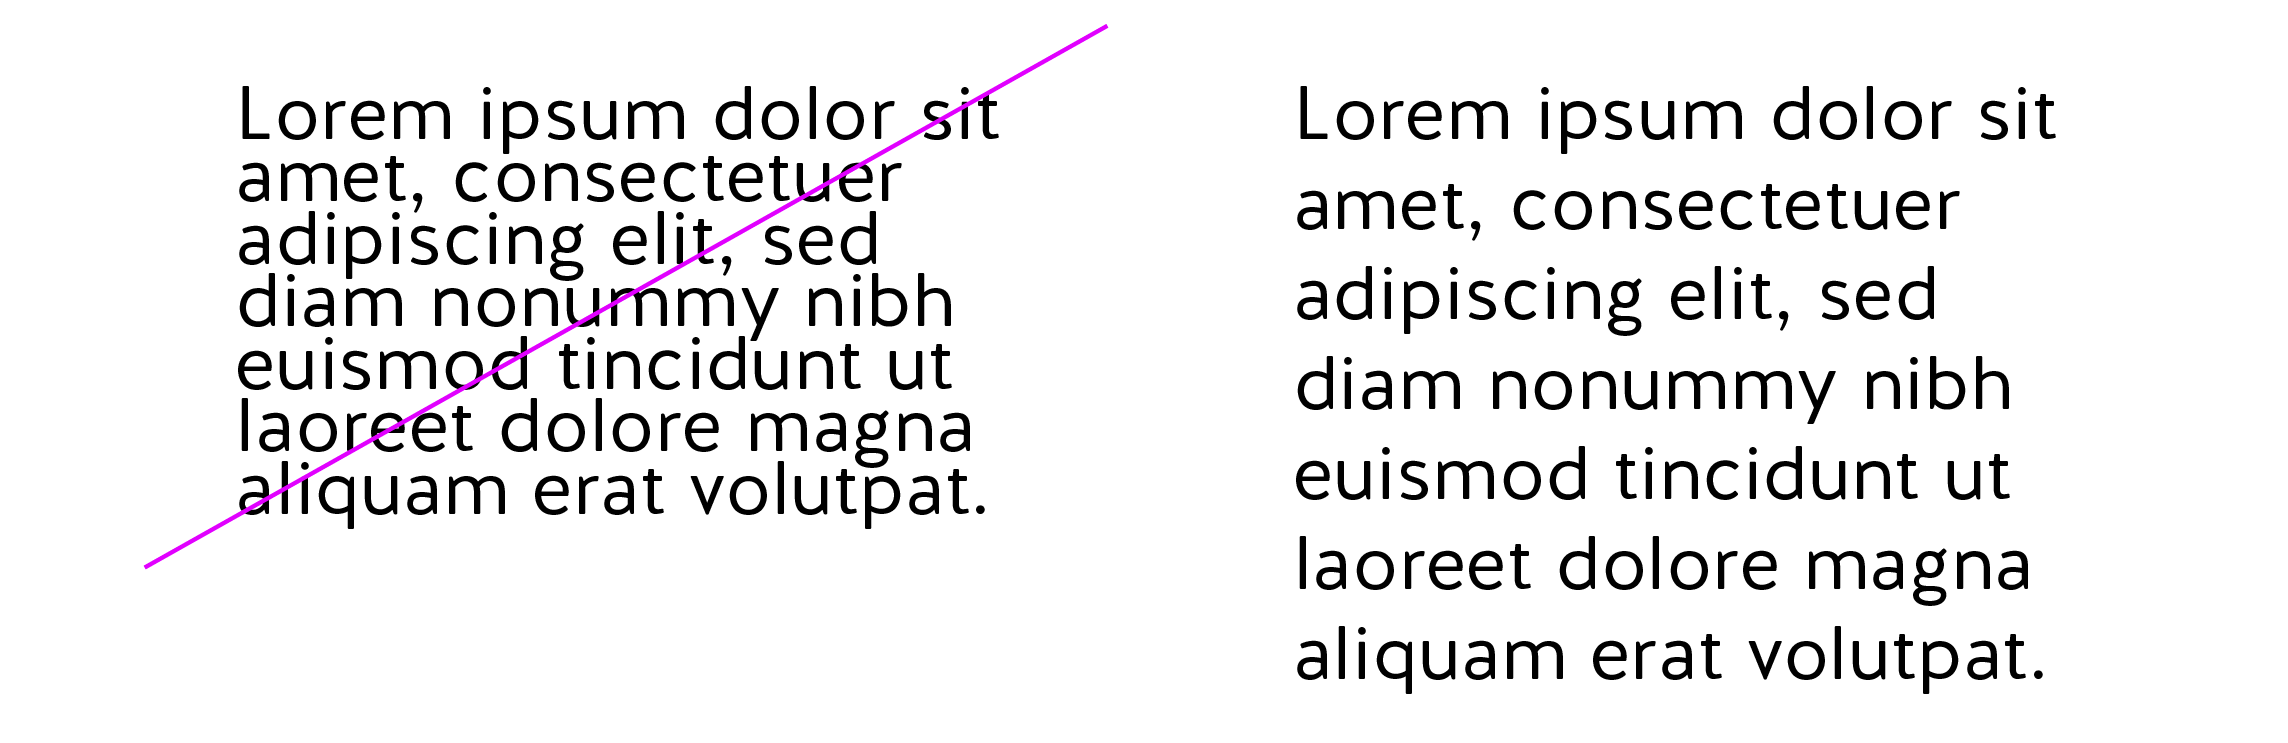 Lorem ipsum dolor sit
amet, consectetuer
adipiscing elit, sed
diam nonummy nibh
euismod tincidunt ut
laoreet dolore magna
aliquam erat volutpat.
Lorem ipsum dolor sit
amet, consectetuer
adipiscing elit, sed
diam nonummy nibh
euismod tincidunt ut
laoreet dolore magna
aliquam erat volutpat.